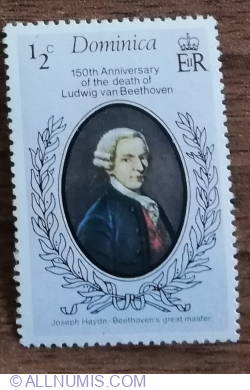 ½c Dominica EIIR
150th Anniversary
of the death of
Ludwig van Beethoven
Joseph Haydn - Beethoven's great master
© ALLNUMIS.COM